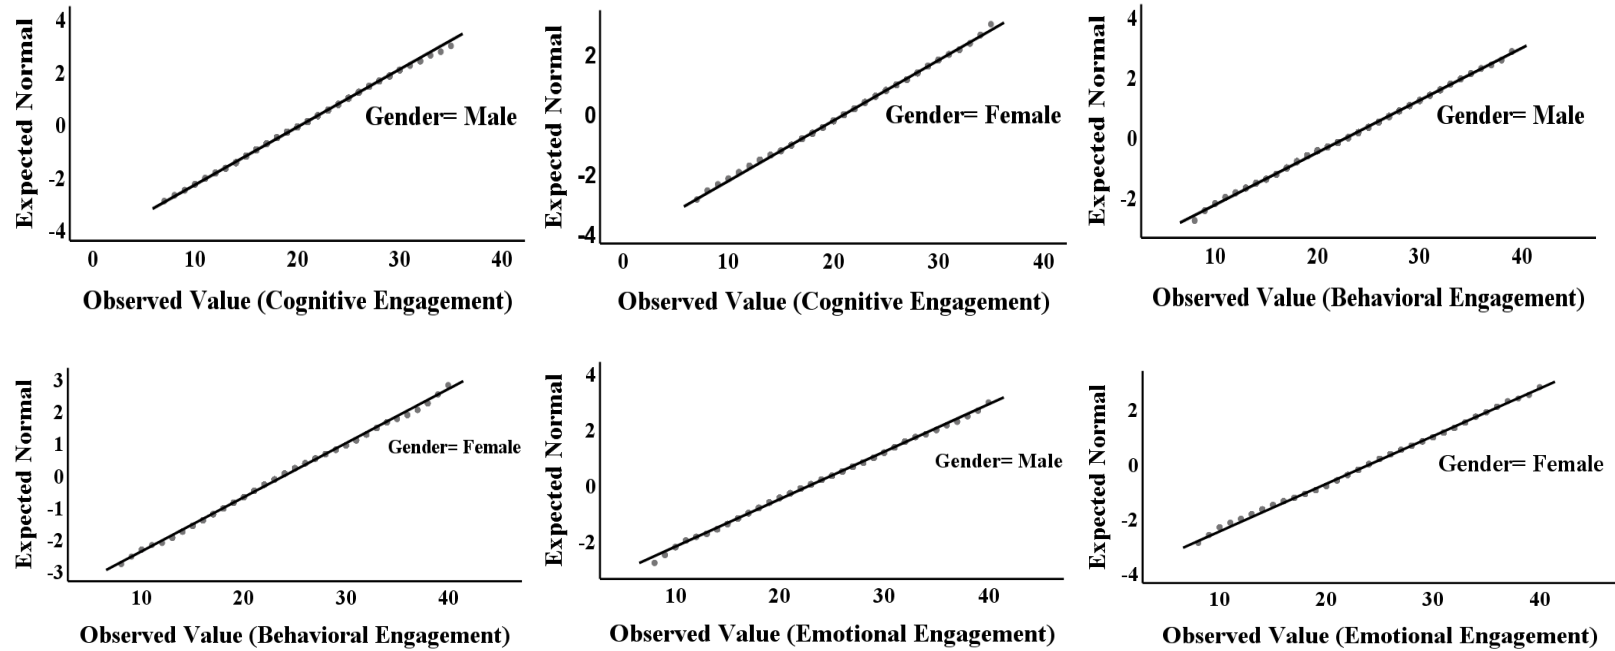 Expected Normal
4
2
0
-2
-4
Gender= Male
0 10 20 30 40
Observed Value (Cognitive Engagement)
Expected Normal
2
0
-2
-4
Gender= Female
0 10 20 30 40
Observed Value (Cognitive Engagement)
Expected Normal
4
2
0
-2
Gender= Male
10 20 30 40
Observed Value (Behavioral Engagement)
Expected Normal
3
2
1
0
-1
-2
-3
Gender= Female
10 20 30 40
Observed Value (Behavioral Engagement)
Expected Normal
4
2
0
-2
Gender= Male
10 20 30 40
Observed Value (Emotional Engagement)
Expected Normal
2
0
-2
-4
Gender= Female
10 20 30 40
Observed Value (Emotional Engagement)